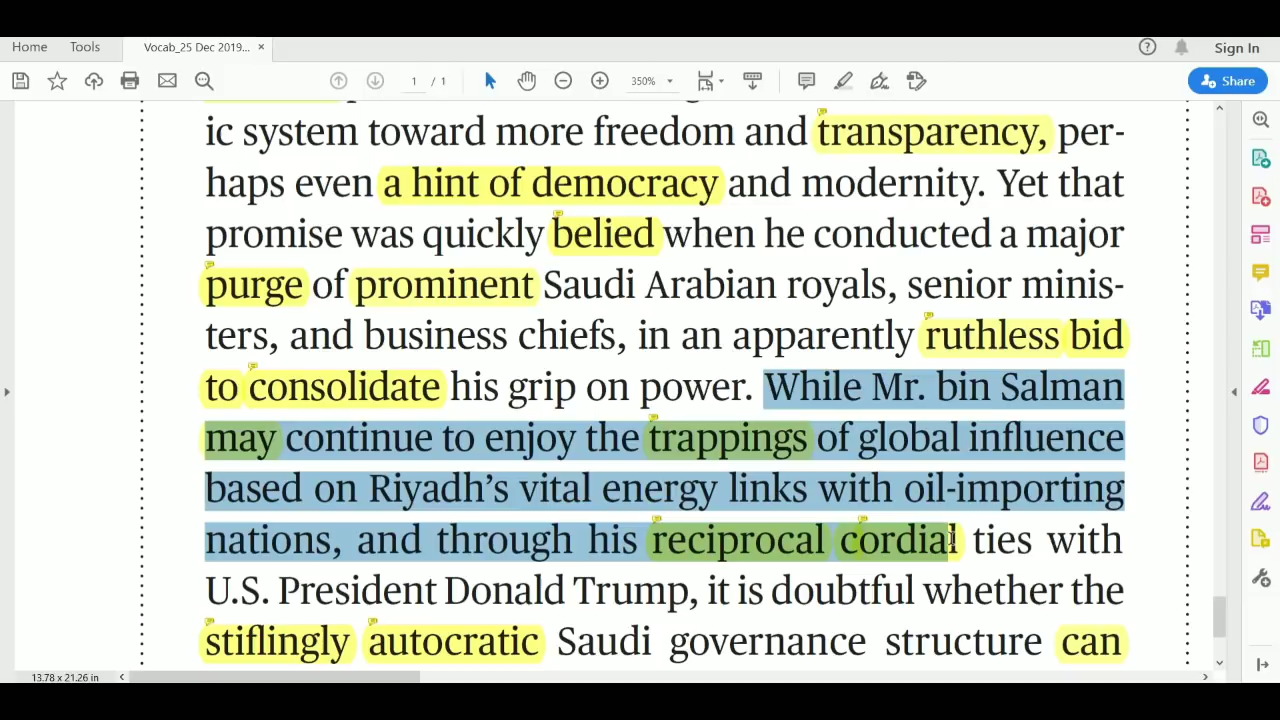 Home Tools Vocab_25 Dec 2019... × Sign In
1 / 1 350% Share
ic system toward more freedom and transparency, per-
haps even a hint of democracy and modernity. Yet that
promise was quickly belied when he conducted a major
purge of prominent Saudi Arabian royals, senior minis-
ters, and business chiefs, in an apparently ruthless bid
to consolidate his grip on power. While Mr. bin Salman
may continue to enjoy the trappings of global influence
based on Riyadh's vital energy links with oil-importing
nations, and through his reciprocal cordial ties with
U.S. President Donald Trump, it is doubtful whether the
stiflingly autocratic Saudi governance structure can
13.78 x 21.26 in